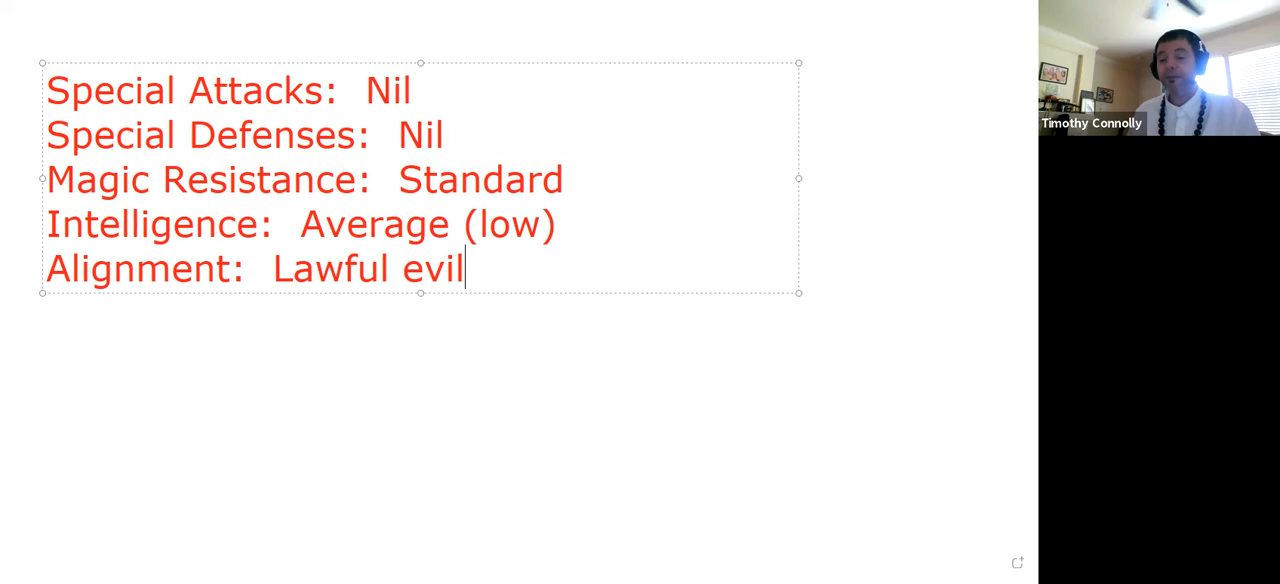 Special Attacks:  Nil
Special Defenses:  Nil
Magic Resistance:  Standard
Intelligence:  Average (low)
Alignment:  Lawful evil
Timothy Connolly